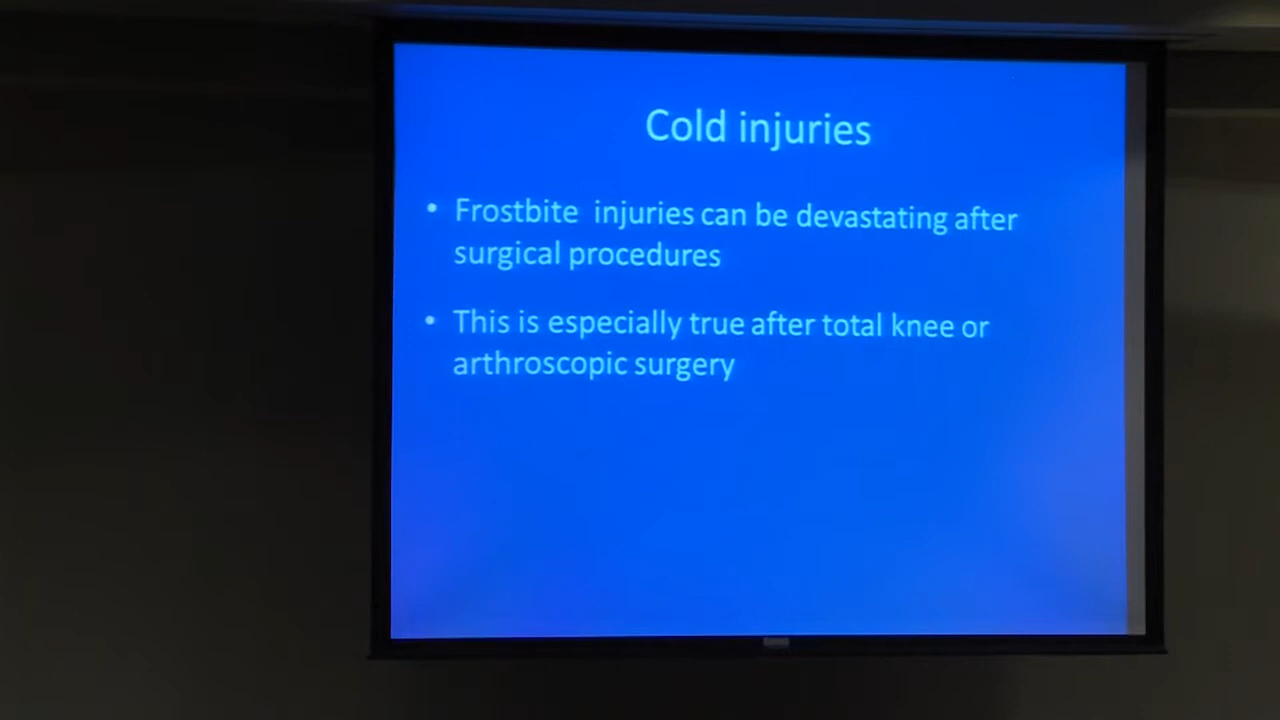 Cold injuries
• Frostbite injuries can be devastating after
surgical procedures
• This is especially true after total knee or
arthroscopic surgery